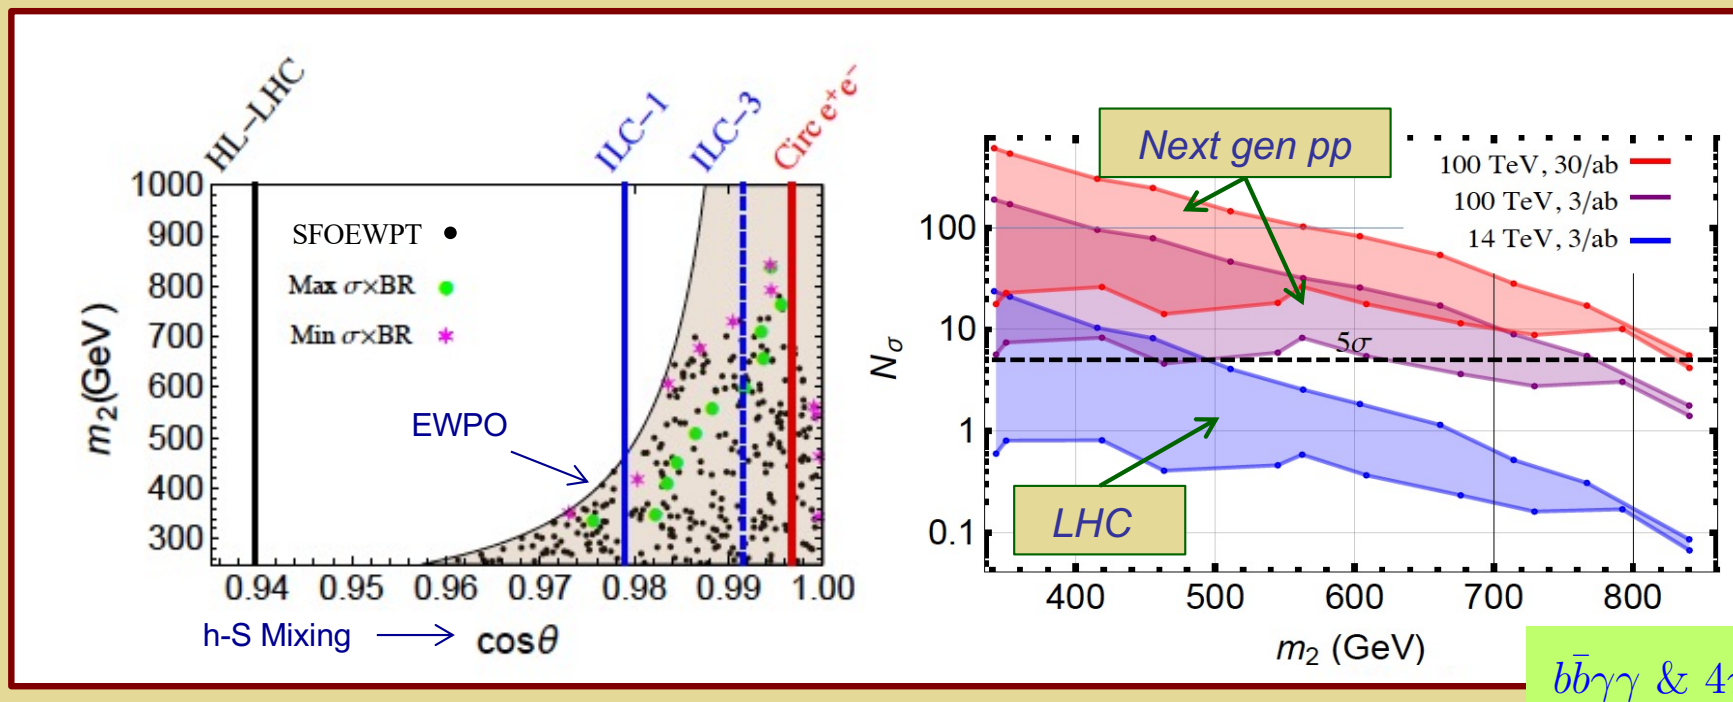 HL−LHC
ILC−1
ILC−3
Circ e⁺e⁻
1000
900
800
700
600
500
400
300
m₂(GeV)
SFOEWPT
Max σ×BR
Min σ×BR
EWPO
0.94 0.95 0.96 0.97 0.98 0.99 1.00
h-S Mixing
cosθ
Next gen pp
100 TeV, 30/ab
100 TeV, 3/ab
14 TeV, 3/ab
100
10
1
0.1
Nσ
5σ
LHC
400 500 600 700 800
m₂ (GeV)
bb̄γγ & 4